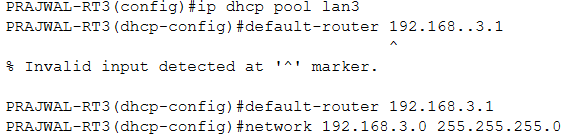 PRAJWAL-RT3(config)#ip dhcp pool lan3
PRAJWAL-RT3(dhcp-config)#default-router 192.168..3.1
^
% Invalid input detected at '^' marker.
PRAJWAL-RT3(dhcp-config)#default-router 192.168.3.1
PRAJWAL-RT3(dhcp-config)#network 192.168.3.0 255.255.255.0